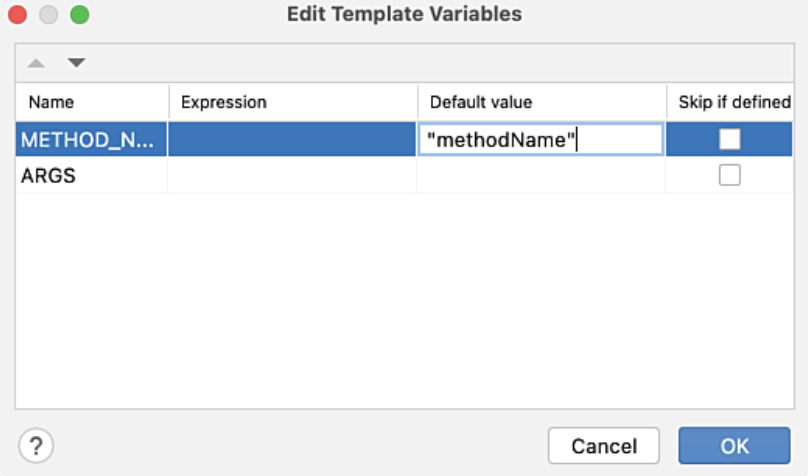 Edit Template Variables
Name Expression Default value Skip if defined
METHOD_N... "methodName"
ARGS
? Cancel OK